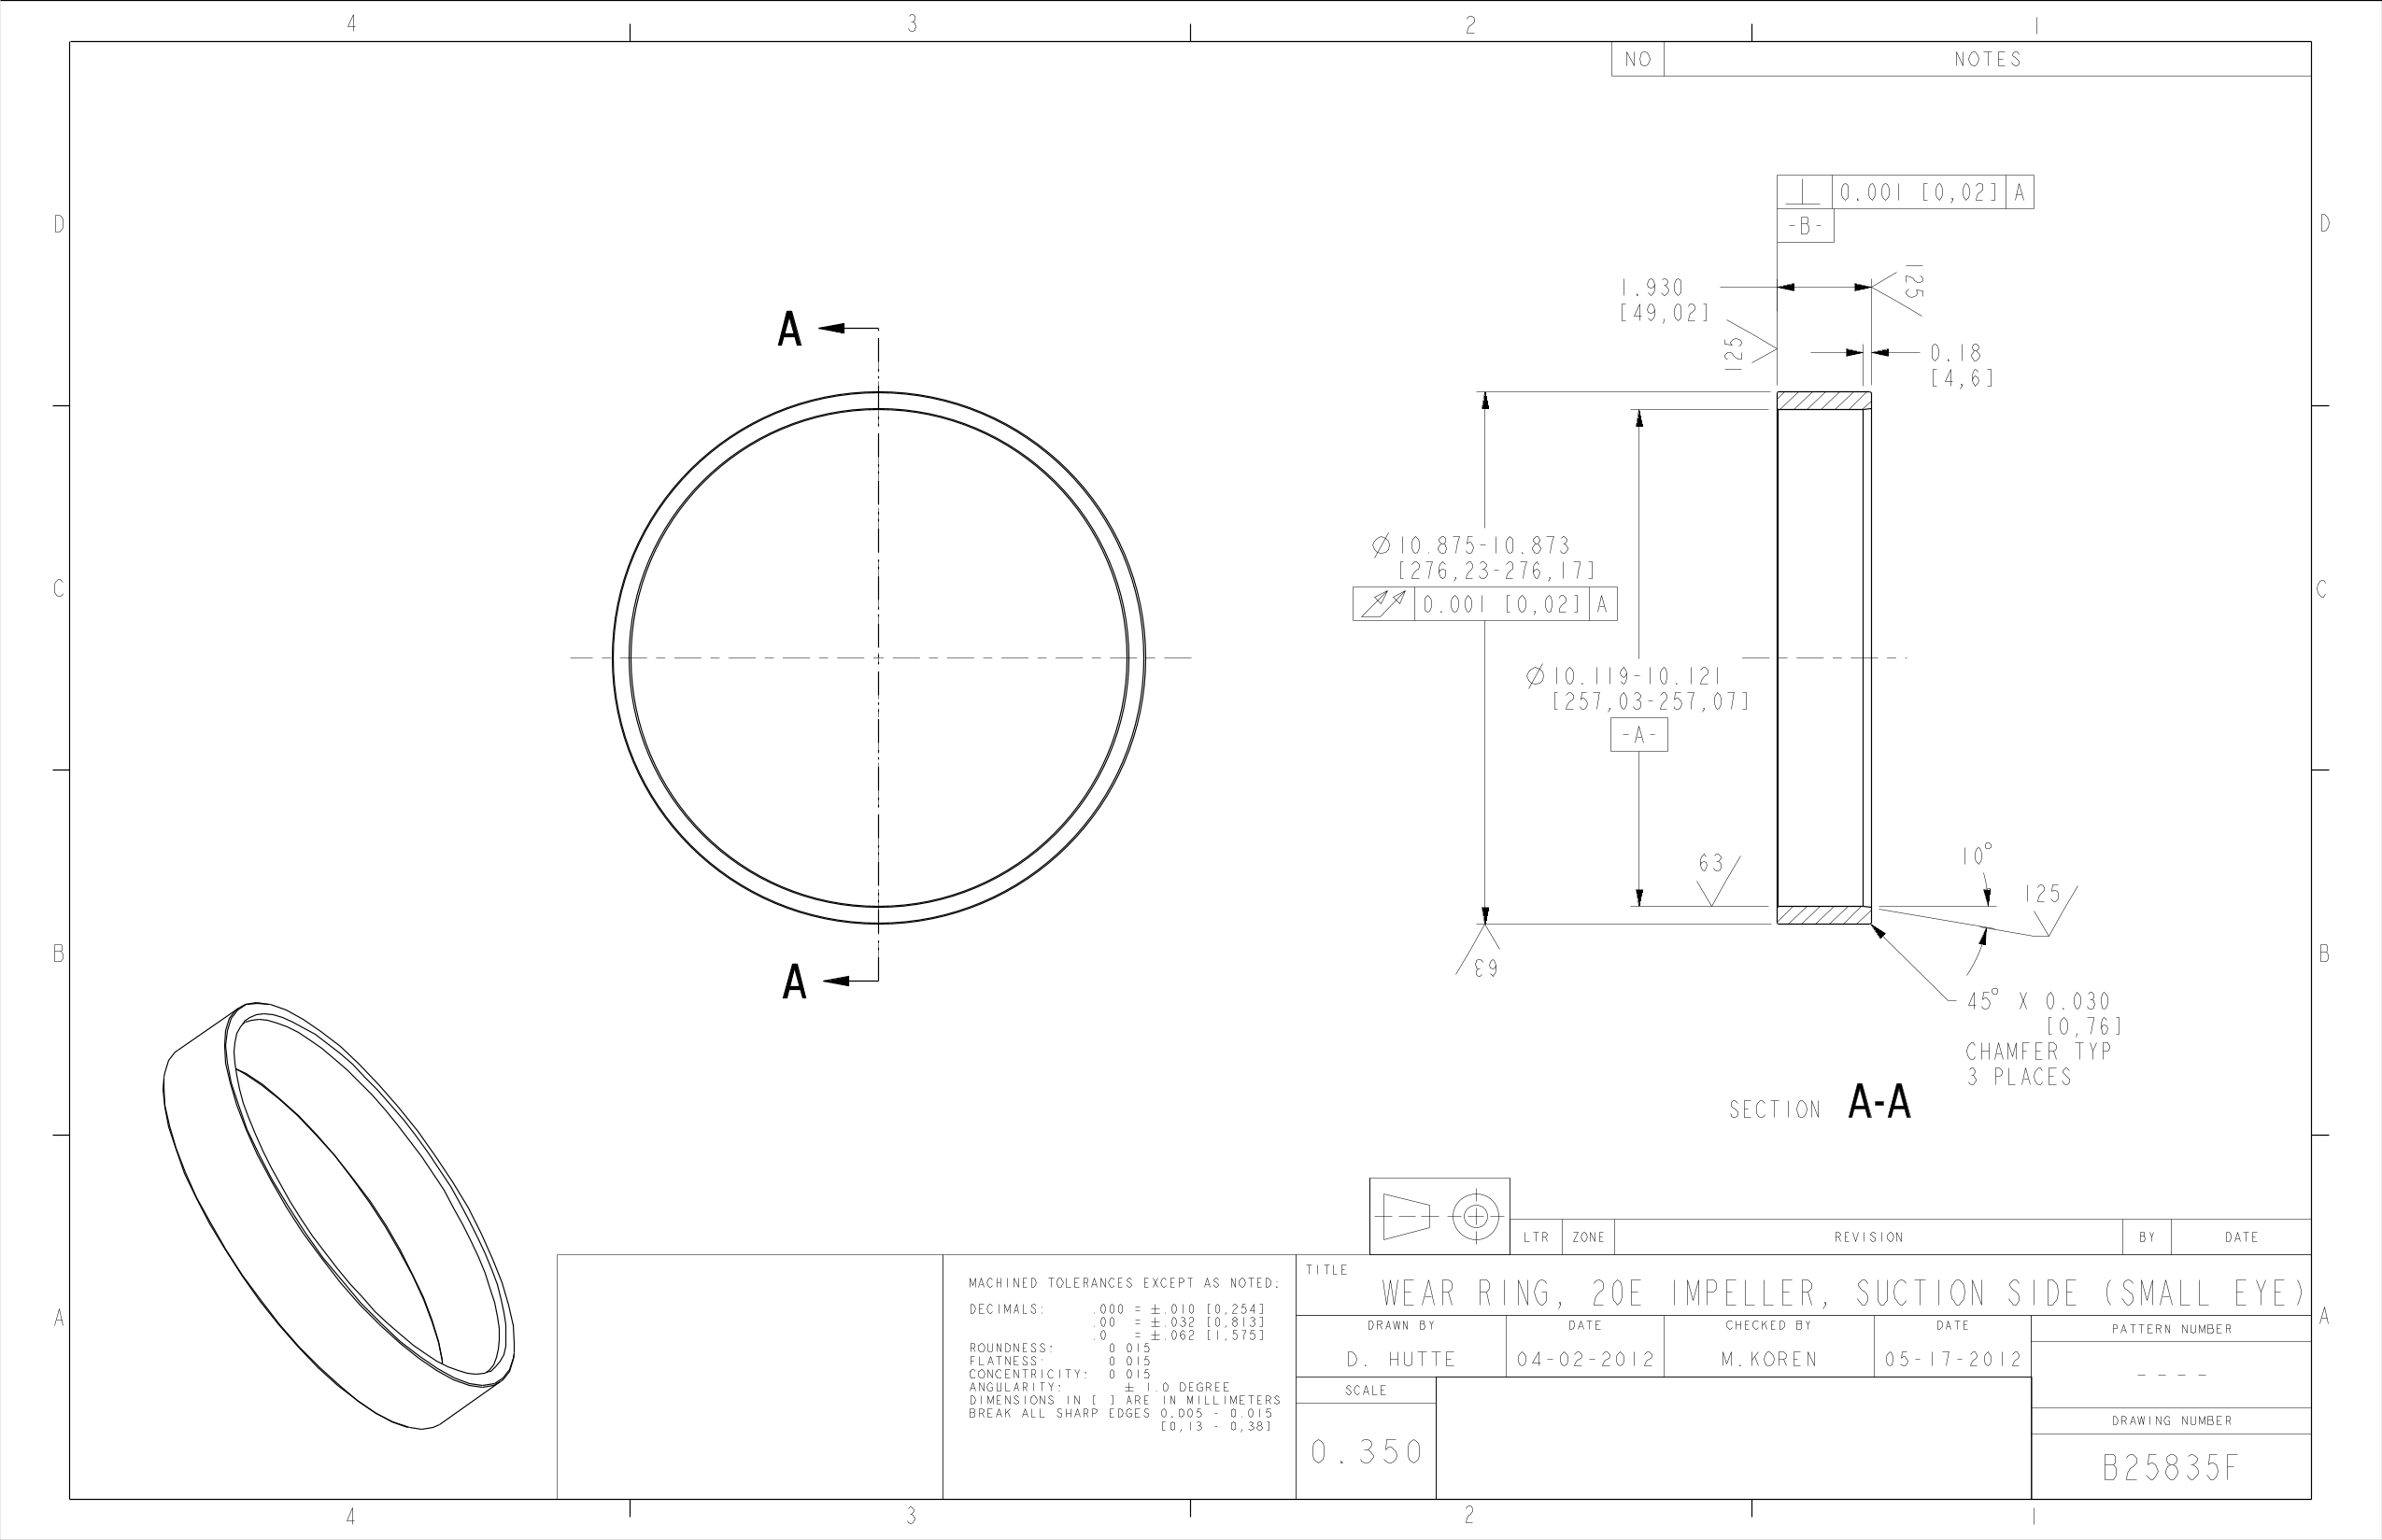 4 3 2 1
NO NOTES
D D
⊥ 0.001 [0,02] A
-B-
1.930
[49,02]
125
125
0.18
[4,6]
A
C C
Ø10.875-10.873
[276,23-276,17]
0.001 [0,02] A
Ø10.119-10.121
[257,03-257,07]
-A-
63
10°
125
63
B B
A
45° X 0.030
[0,76]
CHAMFER TYP
3 PLACES
SECTION A-A
LTR ZONE REVISION BY DATE
MACHINED TOLERANCES EXCEPT AS NOTED:
DECIMALS: .000 = ±.010 [0,254]
.00 = ±.032 [0,813]
.0 = ±.062 [1,575]
ROUNDNESS: 0 015
FLATNESS: 0 015
CONCENTRICITY: 0 015
ANGULARITY: ± 1.0 DEGREE
DIMENSIONS IN [ ] ARE IN MILLIMETERS
BREAK ALL SHARP EDGES 0.005 - 0.015
[0,13 - 0,38]
TITLE
WEAR RING, 20E IMPELLER, SUCTION SIDE (SMALL EYE)
A A
DRAWN BY DATE CHECKED BY DATE PATTERN NUMBER
D. HUTTE 04-02-2012 M.KOREN 05-17-2012 ----
SCALE
0.350
DRAWING NUMBER
B25835F
4 3 2 1